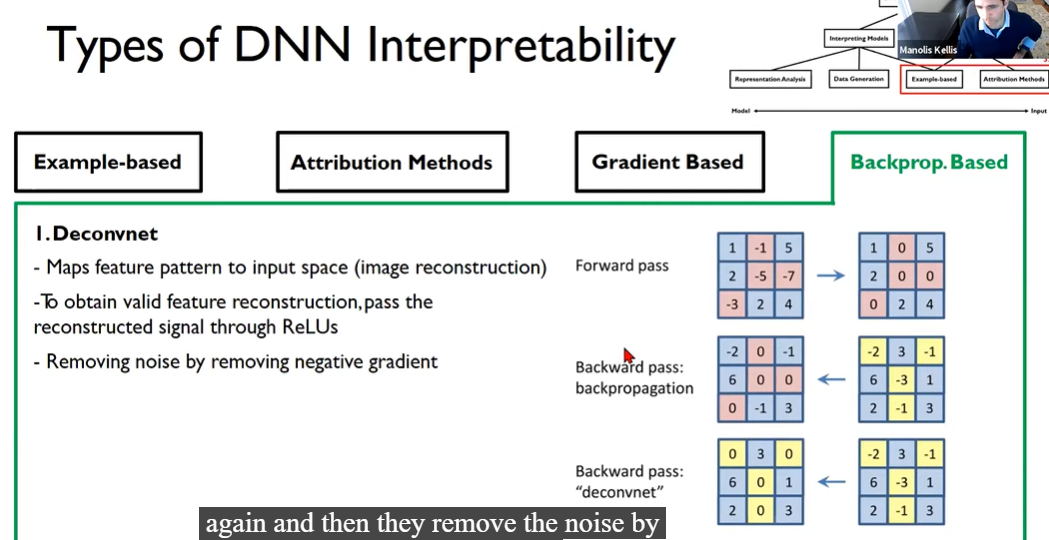 Types of DNN Interpretability
Manolis Kellis
Interpreting Models
Representation Analysis
Data Generation
Example-based
Attribution Methods
Model
Input
Example-based
Attribution Methods
Gradient Based
Backprop. Based
1. Deconvnet
- Maps feature pattern to input space (image reconstruction)
-To obtain valid feature reconstruction, pass the
reconstructed signal through ReLUs
- Removing noise by removing negative gradient
Forward pass
1 -1 5 1 0 5
2 -5 -7 2 0 0
-3 2 4 0 2 4
Backward pass:
backpropagation
-2 0 -1 -2 3 -1
6 0 0 6 -3 1
0 -1 3 2 -1 3
Backward pass:
"deconvnet"
0 3 0 -2 3 -1
6 0 1 6 -3 1
2 0 3 2 -1 3
again and then they remove the noise by